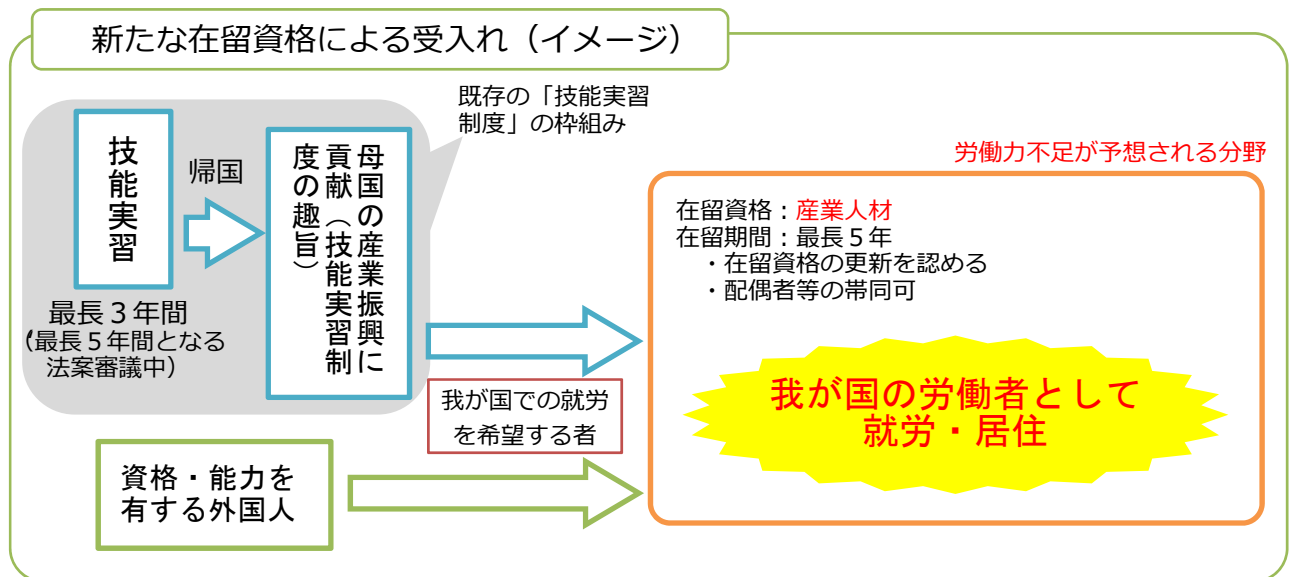 新たな在留資格による受入れ（イメージ）
既存の「技能実習
制度」の枠組み
技能実習
帰国
母国の産業振興に
貢献（技能実習制
度の趣旨）
最長３年間
（最長５年間となる
法案審議中）
我が国での就労
を希望する者
資格・能力を
有する外国人
労働力不足が予想される分野
在留資格：産業人材
在留期間：最長５年
・在留資格の更新を認める
・配偶者等の帯同可
我が国の労働者として
就労・居住